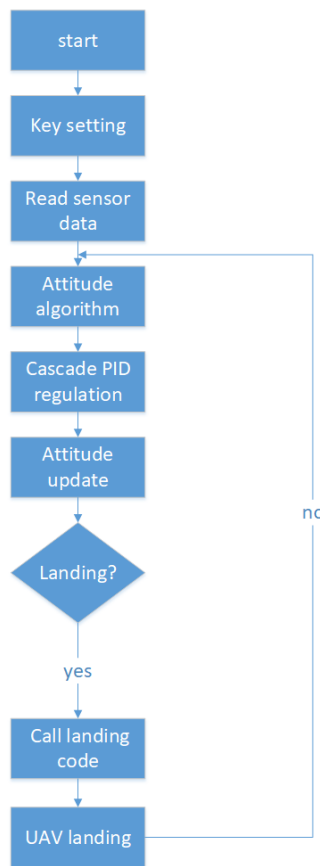 start
Key setting
Read sensor
data
Attitude
algorithm
Cascade PID
regulation
Attitude
update
no
Landing?
yes
Call landing
code
UAV landing